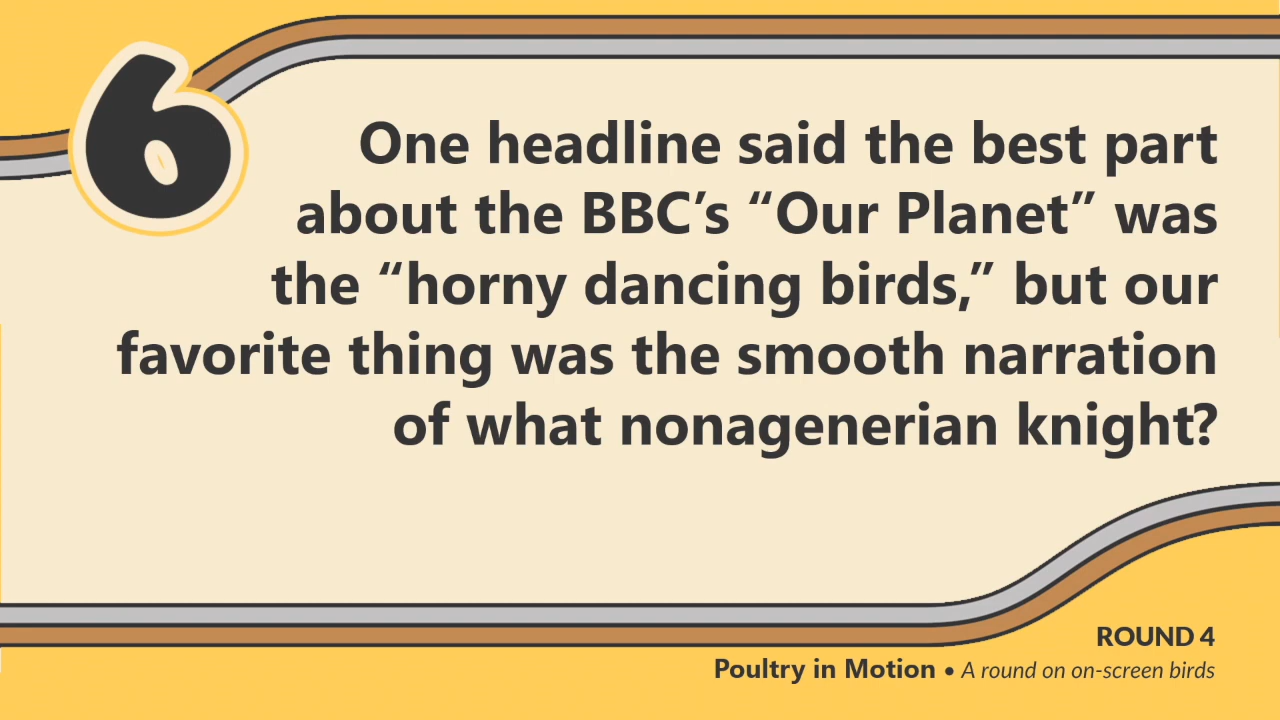 6
One headline said the best part
about the BBC’s “Our Planet” was
the “horny dancing birds,” but our
favorite thing was the smooth narration
of what nonagenerian knight?
ROUND 4
Poultry in Motion • A round on on-screen birds